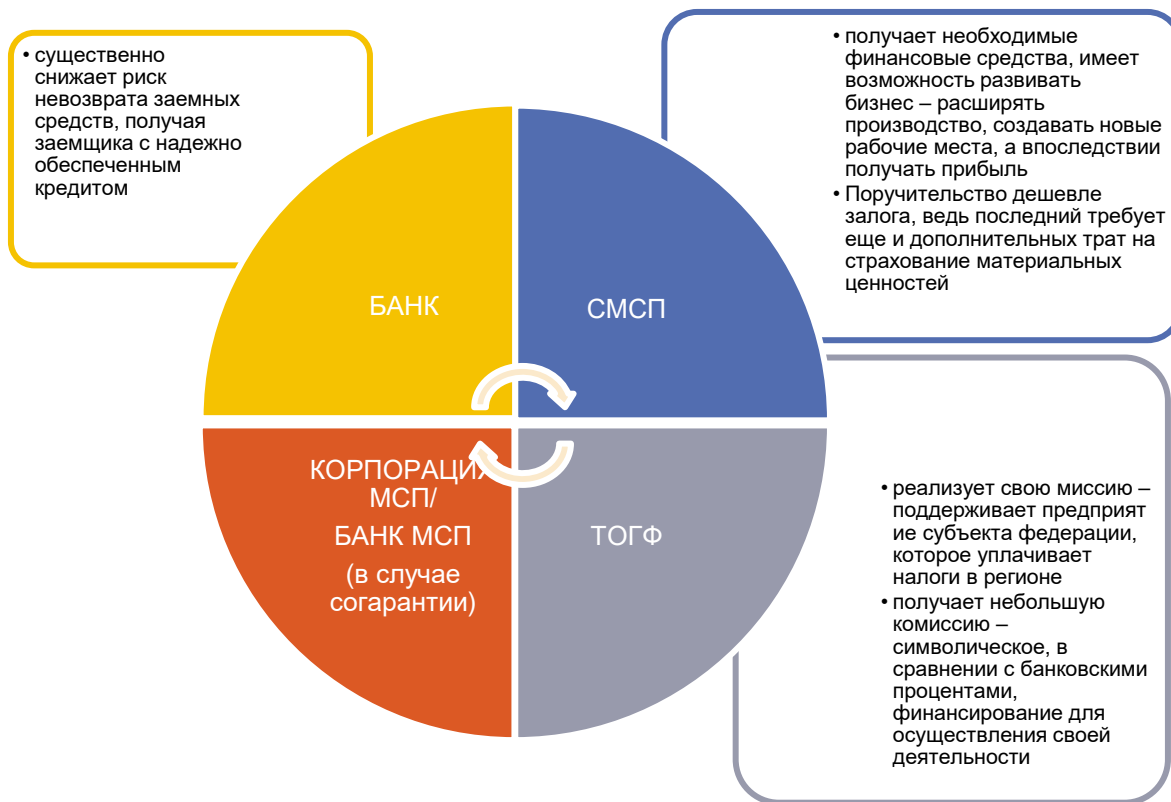 • существенно
снижает риск
невозврата заемных
средств, получая
заемщика с надежно
обеспеченным
кредитом
• получает необходимые
финансовые средства, имеет
возможность развивать
бизнес – расширять
производство, создавать новые
рабочие места, а впоследствии
получать прибыль
• Поручительство дешевле
залога, ведь последний требует
еще и дополнительных трат на
страхование материальных
ценностей
БАНК
СМСП
КОРПОРАЦИЯ
МСП/
БАНК МСП
(в случае
согарантии)
ТОГФ
• реализует свою миссию –
поддерживает предприят
ие субъекта федерации,
которое уплачивает
налоги в регионе
• получает небольшую
комиссию –
символическое, в
сравнении с банковскими
процентами,
финансирование для
осуществления своей
деятельности